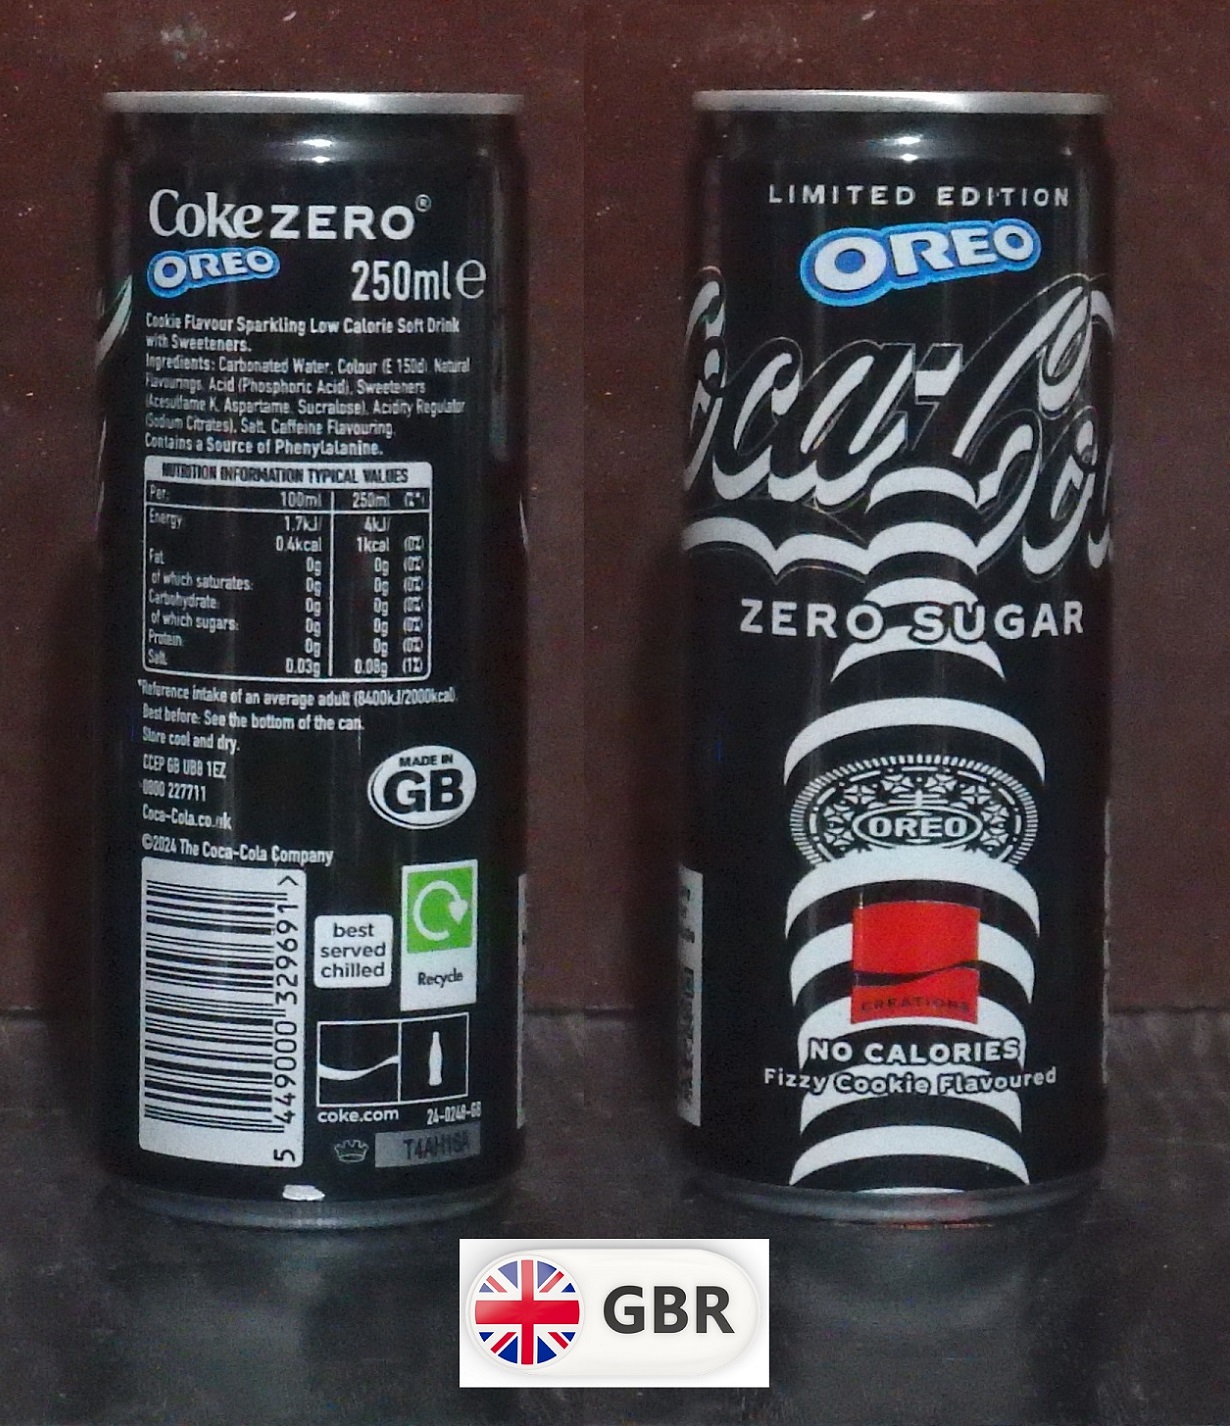 CokeZERO®
OREO
250ml e
Cookie Flavour Sparkling Low Calorie Soft Drink
with Sweeteners.
Ingredients: Carbonated Water, Colour (E 150d), Natural
Flavourings, Acid (Phosphoric Acid), Sweeteners
(Acesulfame K, Aspartame, Sucralose), Acidity Regulator
(Sodium Citrates), Salt, Caffeine Flavouring.
Contains a Source of Phenylalanine.
NUTRITION INFORMATION TYPICAL VALUES
Per: 100ml 250ml (%*)
Energy 1.7kJ/ 4kJ/
0.4kcal 1kcal (0%)
Fat 0g 0g (0%)
of which saturates: 0g 0g (0%)
Carbohydrate: 0g 0g (0%)
of which sugars: 0g 0g (0%)
Protein: 0g 0g (0%)
Salt: 0.03g 0.08g (1%)
*Reference intake of an average adult (8400kJ/2000kcal)
Best before: See the bottom of the can.
Store cool and dry.
CCEP GB UB8 1EZ
0800 227711
Coca-Cola.co.uk
©2024 The Coca-Cola Company
MADE IN
GB
5 449000 329691 >
best
served
chilled
Recycle
coke.com
24-0248-GB
T4AH18A
LIMITED EDITION
OREO
Coca-Cola
ZERO SUGAR
OREO
CREATIONS
NO CALORIES
Fizzy Cookie Flavoured
GBR